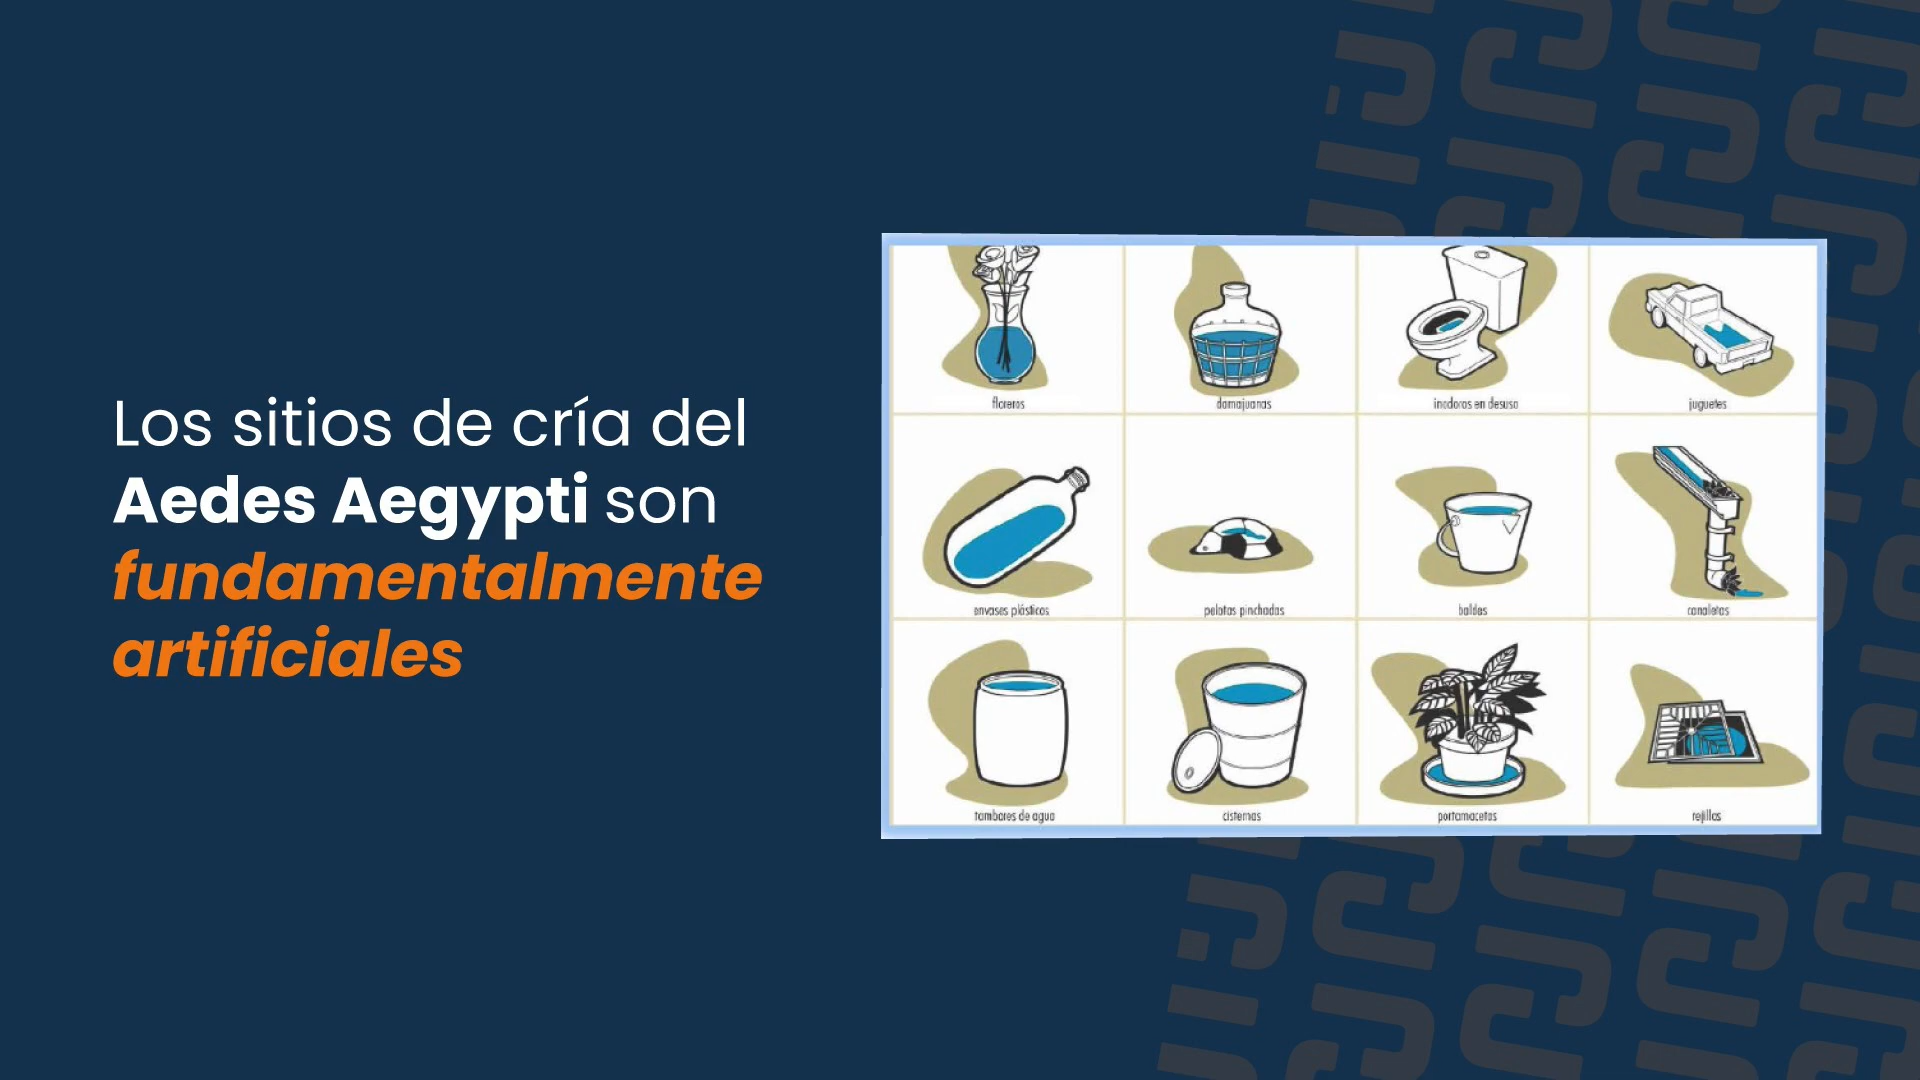 Los sitios de cría del
Aedes Aegypti son
fundamentalmente
artificiales
floreros
damajuanas
inodoros en desuso
juguetes
envases plásticos
pelotas pinchadas
baldes
canaletas
tambores de agua
cisternas
portamacetas
rejillas